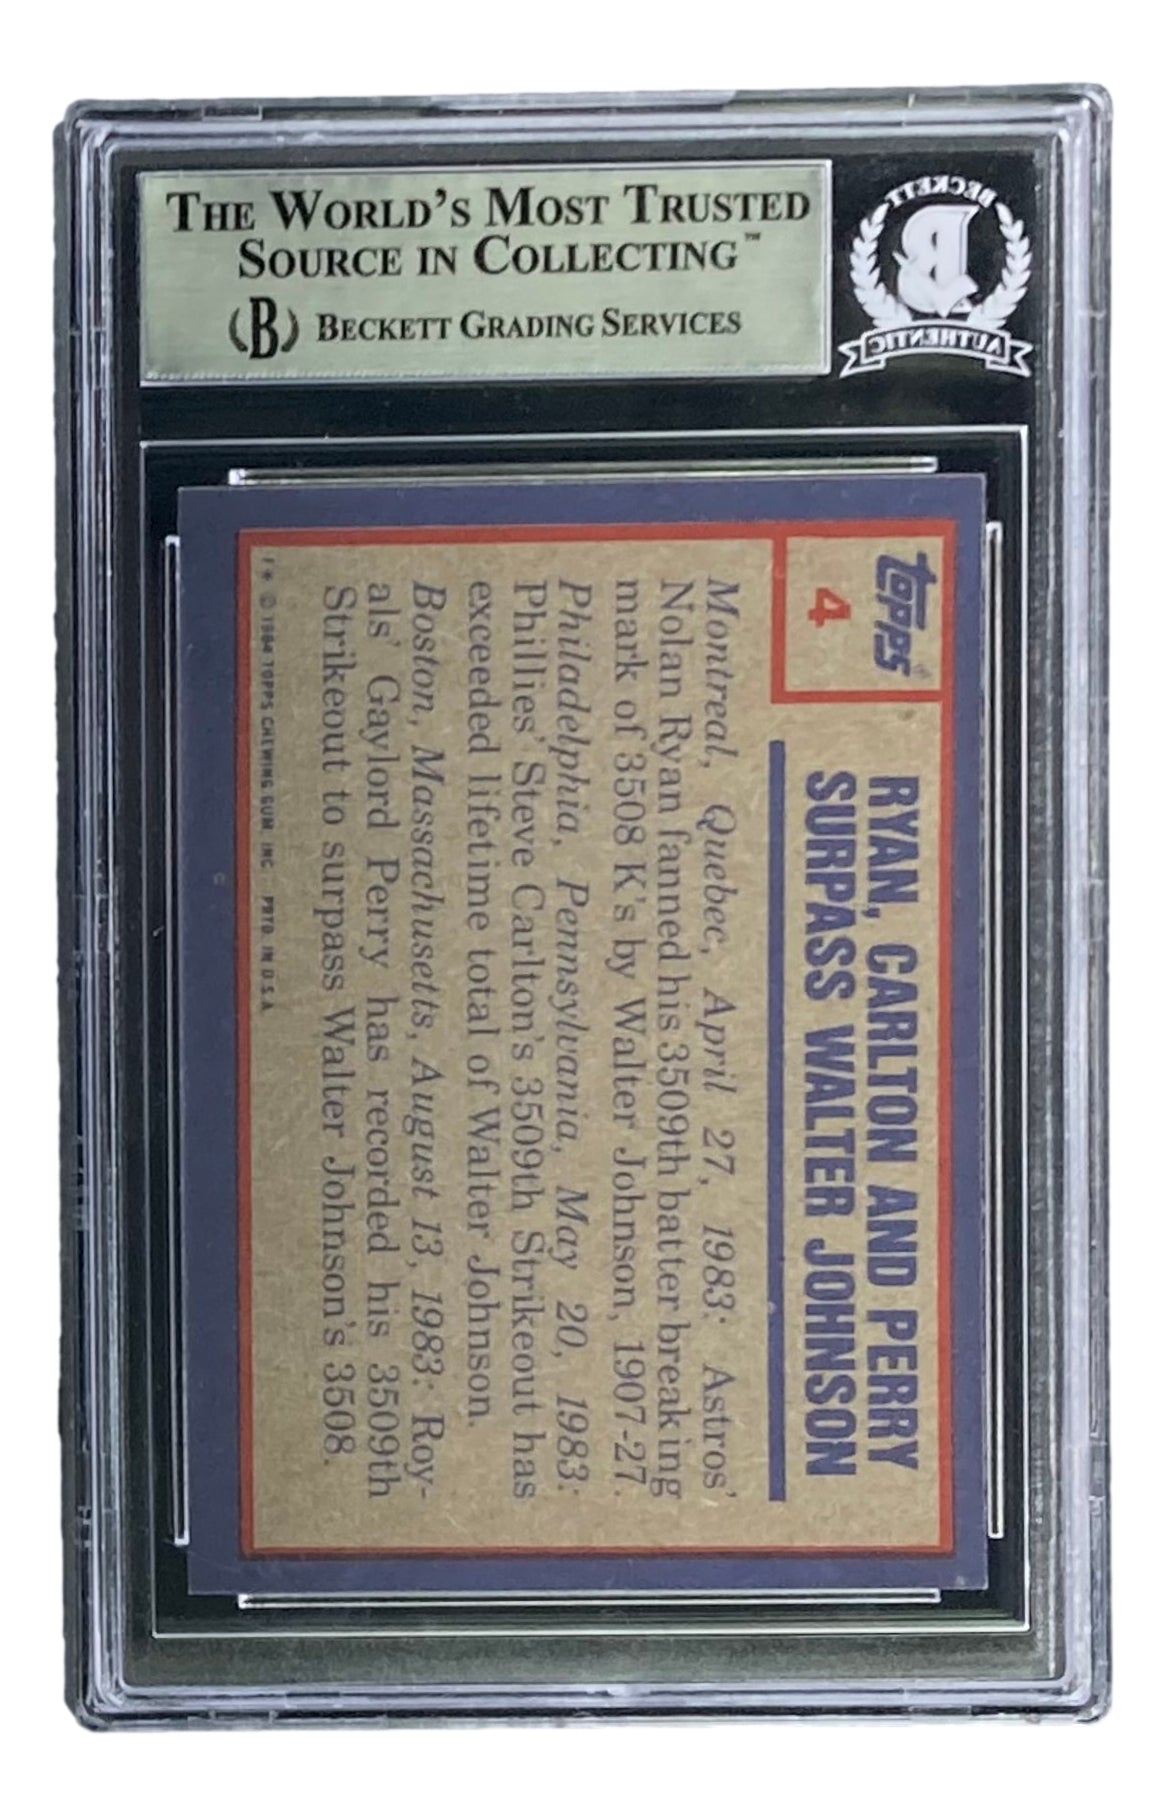 THE WORLD'S MOST TRUSTED
SOURCE IN COLLECTING™
(B) BECKETT GRADING SERVICES
BECKETT
B
AUTHENTIC
Topps®
4
RYAN, CARLTON AND PERRY
SURPASS WALTER JOHNSON
Montreal, Quebec, April 27, 1983: Astros'
Nolan Ryan fanned his 3509th batter breaking
mark of 3508 K's by Walter Johnson, 1907-27.
Philadelphia, Pennsylvania, May 20, 1983:
Phillies' Steve Carlton's 3509th Strikeout has
exceeded lifetime total of Walter Johnson.
Boston, Massachusetts, August 13, 1983: Roy-
als' Gaylord Perry has recorded his 3509th
Strikeout to surpass Walter Johnson's 3508.
© 1984 TOPPS CHEWING GUM, INC. PRTD. IN U.S.A.